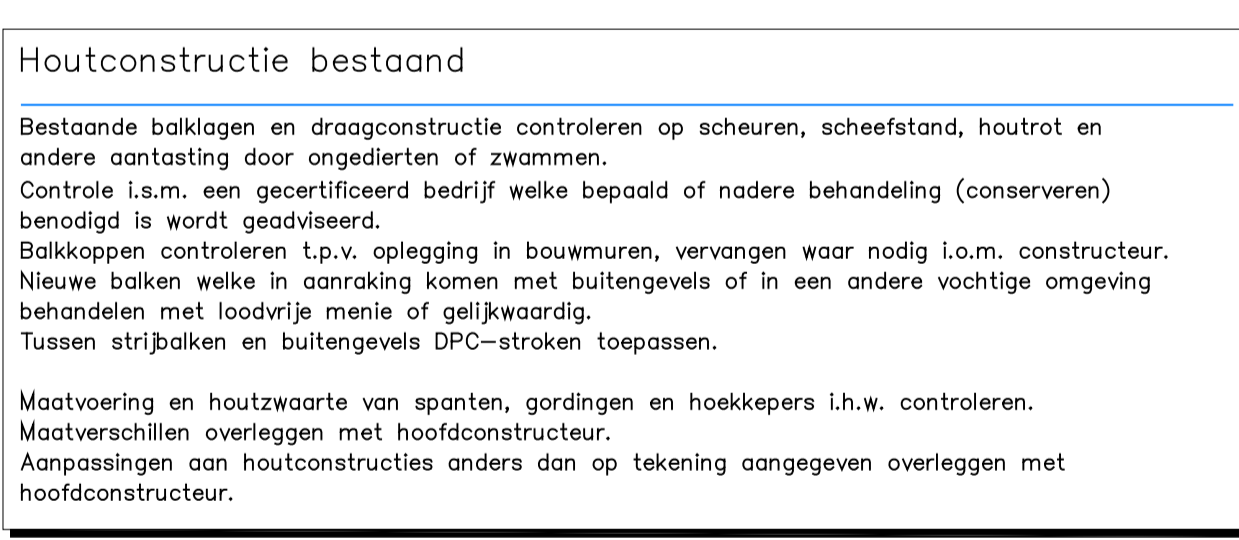 Houtconstructie bestaand
Bestaande balklagen en draagconstructie controleren op scheuren, scheefstand, houtrot en
andere aantasting door ongedierten of zwammen.
Controle i.s.m. een gecertificeerd bedrijf welke bepaald of nadere behandeling (conserveren)
benodigd is wordt geadviseerd.
Balkkoppen controleren t.p.v. oplegging in bouwmuren, vervangen waar nodig i.o.m. constructeur.
Nieuwe balken welke in aanraking komen met buitengevels of in een andere vochtige omgeving
behandelen met loodvrije menie of gelijkwaardig.
Tussen strijbalken en buitengevels DPC–stroken toepassen.
Maatvoering en houtzwaarte van spanten, gordingen en hoekkepers i.h.w. controleren.
Maatverschillen overleggen met hoofdconstructeur.
Aanpassingen aan houtconstructies anders dan op tekening aangegeven overleggen met
hoofdconstructeur.